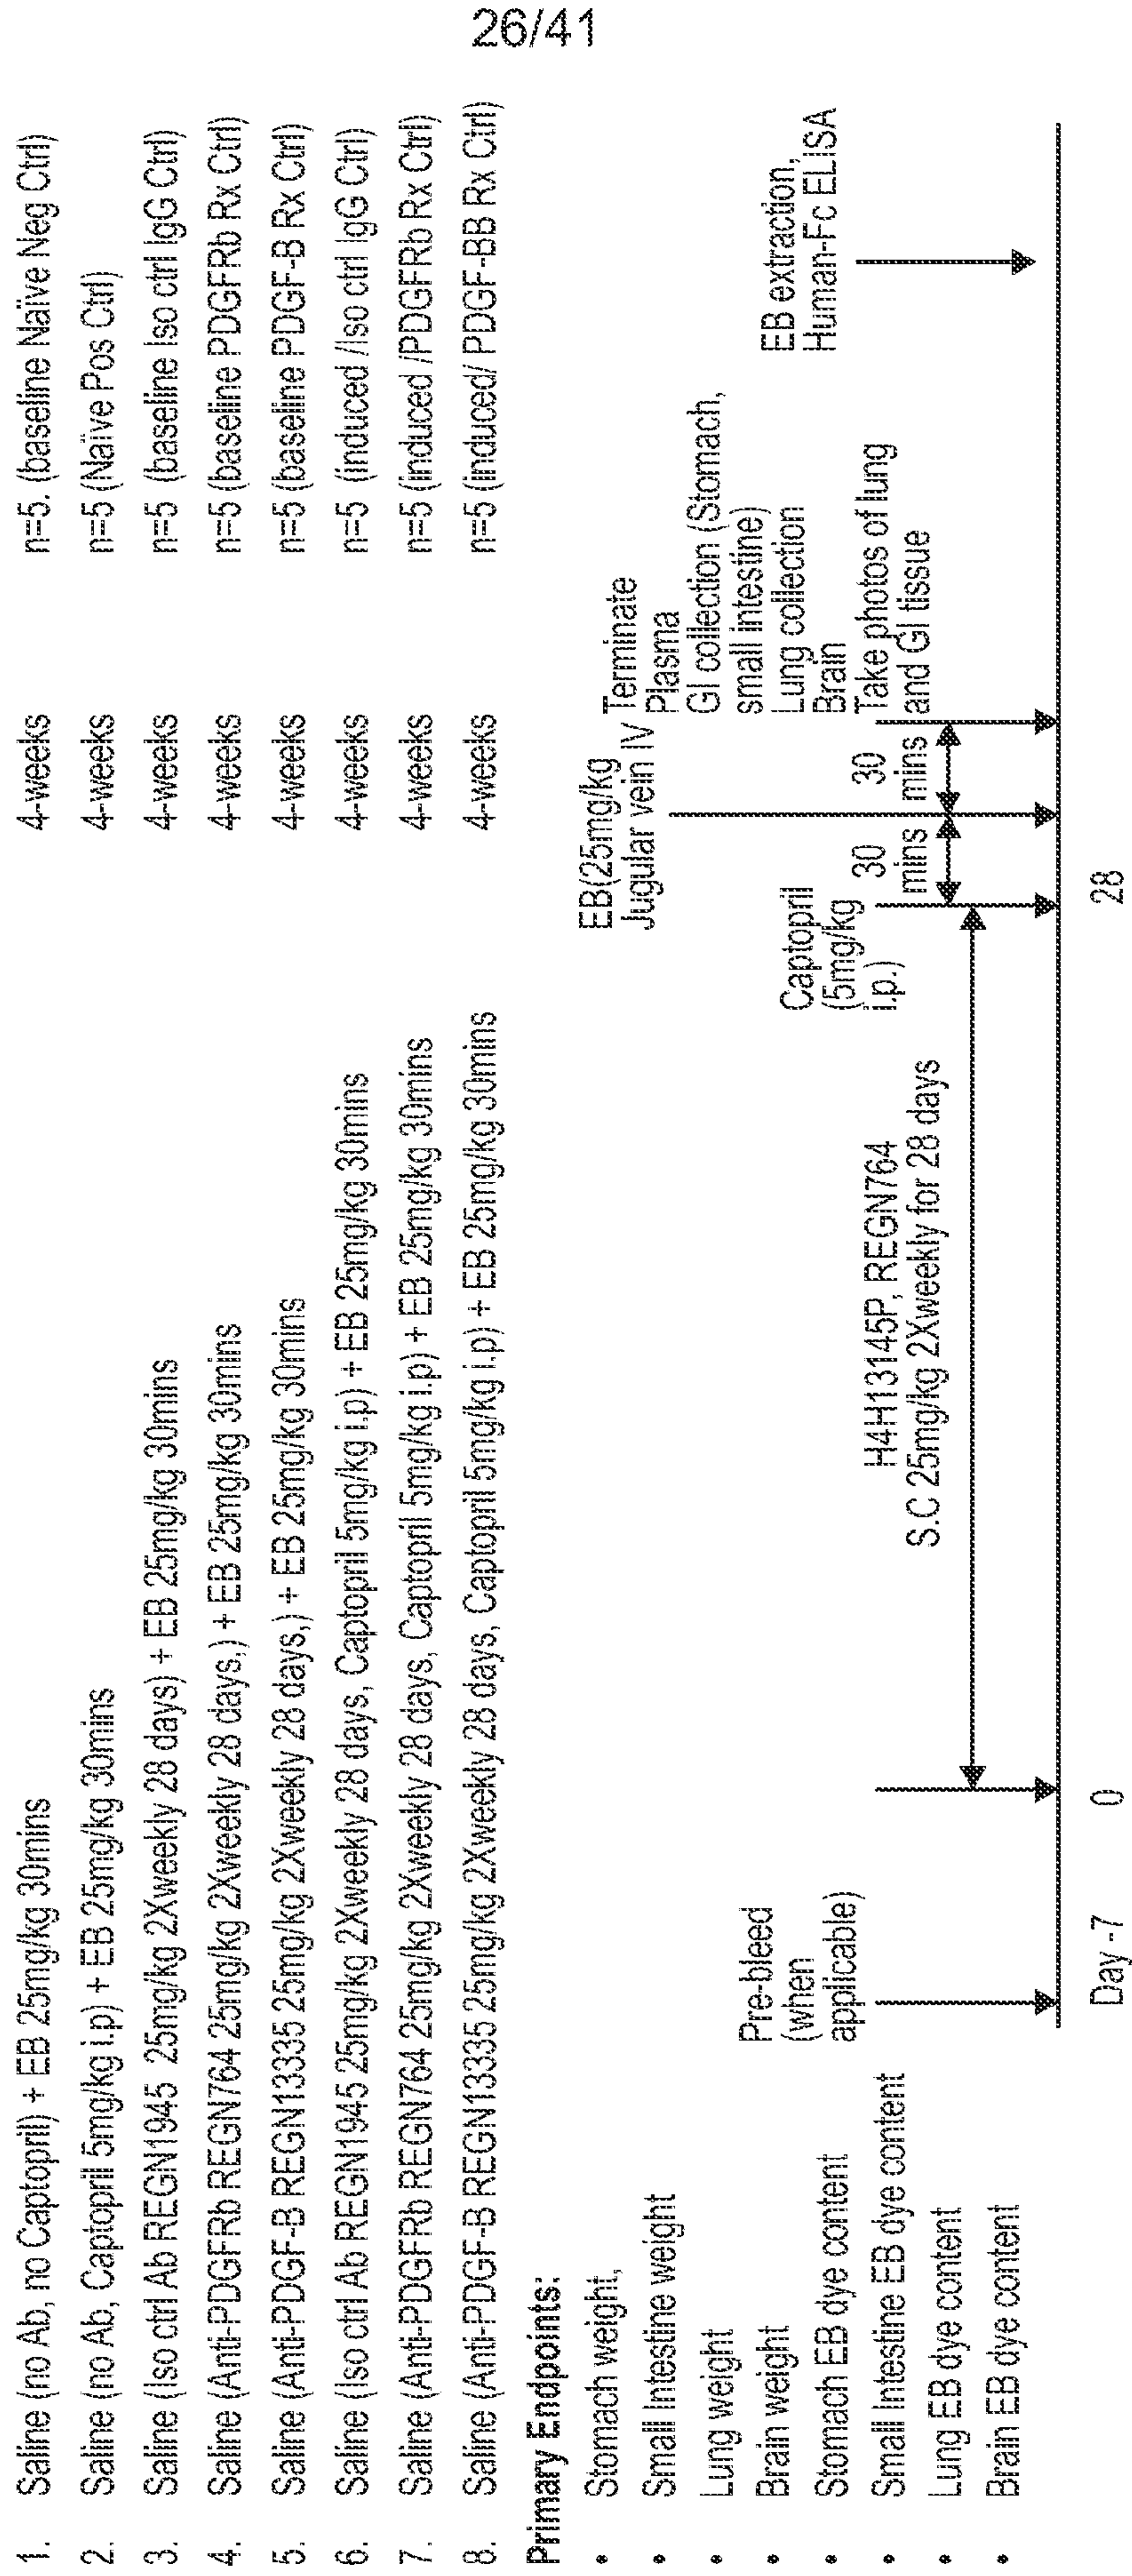 26/41
1. Saline (no Ab, no Captopril) + EB 25mg/kg 30mins 4-weeks n=5. (baseline Naïve Neg Ctrl)
2. Saline (no Ab, Captopril 5mg/kg i.p) + EB 25mg/kg 30mins 4-weeks n=5 (Naïve Pos Ctrl)
3. Saline (Iso ctrl Ab REGN1945 25mg/kg 2Xweekly 28 days) + EB 25mg/kg 30mins 4-weeks n=5 (baseline Iso ctrl IgG Ctrl)
4. Saline (Anti-PDGFRb REGN764 25mg/kg 2Xweekly 28 days,) + EB 25mg/kg 30mins 4-weeks n=5 (baseline PDGFRb Rx Ctrl)
5. Saline (Anti-PDGF-B REGN13335 25mg/kg 2Xweekly 28 days,) + EB 25mg/kg 30mins 4-weeks n=5 (baseline PDGF-B Rx Ctrl)
6. Saline (Iso ctrl Ab REGN1945 25mg/kg 2Xweekly 28 days, Captopril 5mg/kg i.p) + EB 25mg/kg 30mins 4-weeks n=5 (induced /Iso ctrl IgG Ctrl)
7. Saline (Anti-PDGFRb REGN764 25mg/kg 2Xweekly 28 days, Captopril 5mg/kg i.p) + EB 25mg/kg 30mins 4-weeks n=5 (induced /PDGFRb Rx Ctrl)
8. Saline (Anti-PDGF-B REGN13335 25mg/kg 2Xweekly 28 days, Captopril 5mg/kg i.p) + EB 25mg/kg 30mins 4-weeks n=5 (induced/ PDGF-BB Rx Ctrl)
Primary Endpoints:
• Stomach weight,
• Small Intestine weight
• Lung weight
• Brain weight
• Stomach EB dye content
• Small Intestine EB dye content
• Lung EB dye content
• Brain EB dye content
Pre-bleed
(when
applicable)
H4H13145P, REGN764
S.C 25mg/kg 2Xweekly for 28 days
Captopril
(5mg/kg
i.p.)
EB(25mg/kg
Jugular vein IV
30
mins
30
mins
Terminate
Plasma
GI collection (Stomach,
small intestine)
Lung collection
Brain
Take photos of lung
and GI tissue
EB extraction,
Human-Fc ELISA
Day -7
0
28